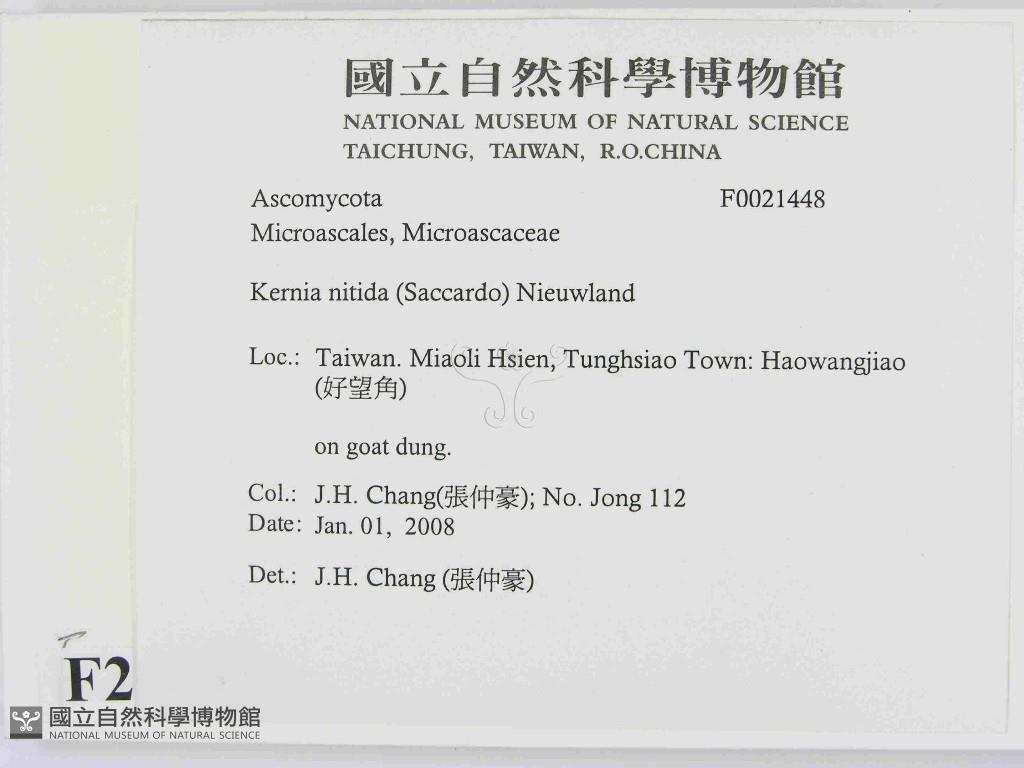 國立自然科學博物館
NATIONAL MUSEUM OF NATURAL SCIENCE
TAICHUNG, TAIWAN, R.O.CHINA
Ascomycota F0021448
Microascales, Microascaceae
Kernia nitida (Saccardo) Nieuwland
Loc.: Taiwan. Miaoli Hsien, Tunghsiao Town: Haowangjiao
(好望角)
on goat dung.
Col.: J.H. Chang(張仲豪); No. Jong 112
Date: Jan. 01, 2008
Det.: J.H. Chang (張仲豪)
F2
國立自然科學博物館
NATIONAL MUSEUM OF NATURAL SCIENCE